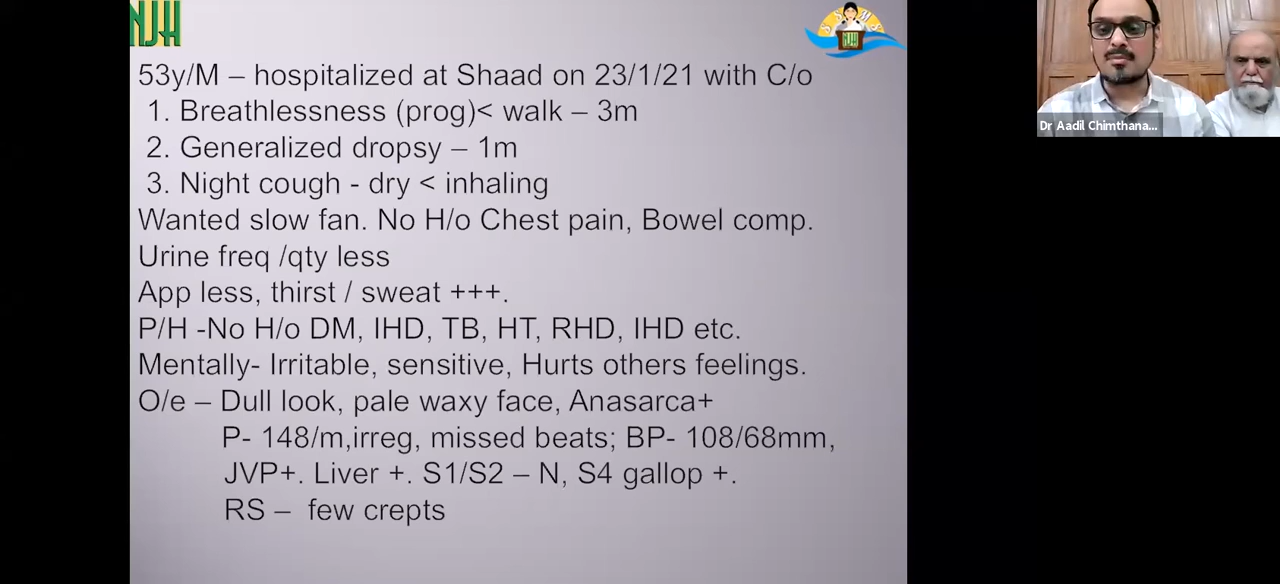 NJH
S S M S
NJH
53y/M – hospitalized at Shaad on 23/1/21 with C/o
1. Breathlessness (prog)< walk – 3m
2. Generalized dropsy – 1m
3. Night cough - dry < inhaling
Wanted slow fan. No H/o Chest pain, Bowel comp.
Urine freq /qty less
App less, thirst / sweat +++.
P/H -No H/o DM, IHD, TB, HT, RHD, IHD etc.
Mentally- Irritable, sensitive, Hurts others feelings.
O/e – Dull look, pale waxy face, Anasarca+
P- 148/m,irreg, missed beats; BP- 108/68mm,
JVP+. Liver +. S1/S2 – N, S4 gallop +.
RS – few crepts
Dr Aadil Chimthana...